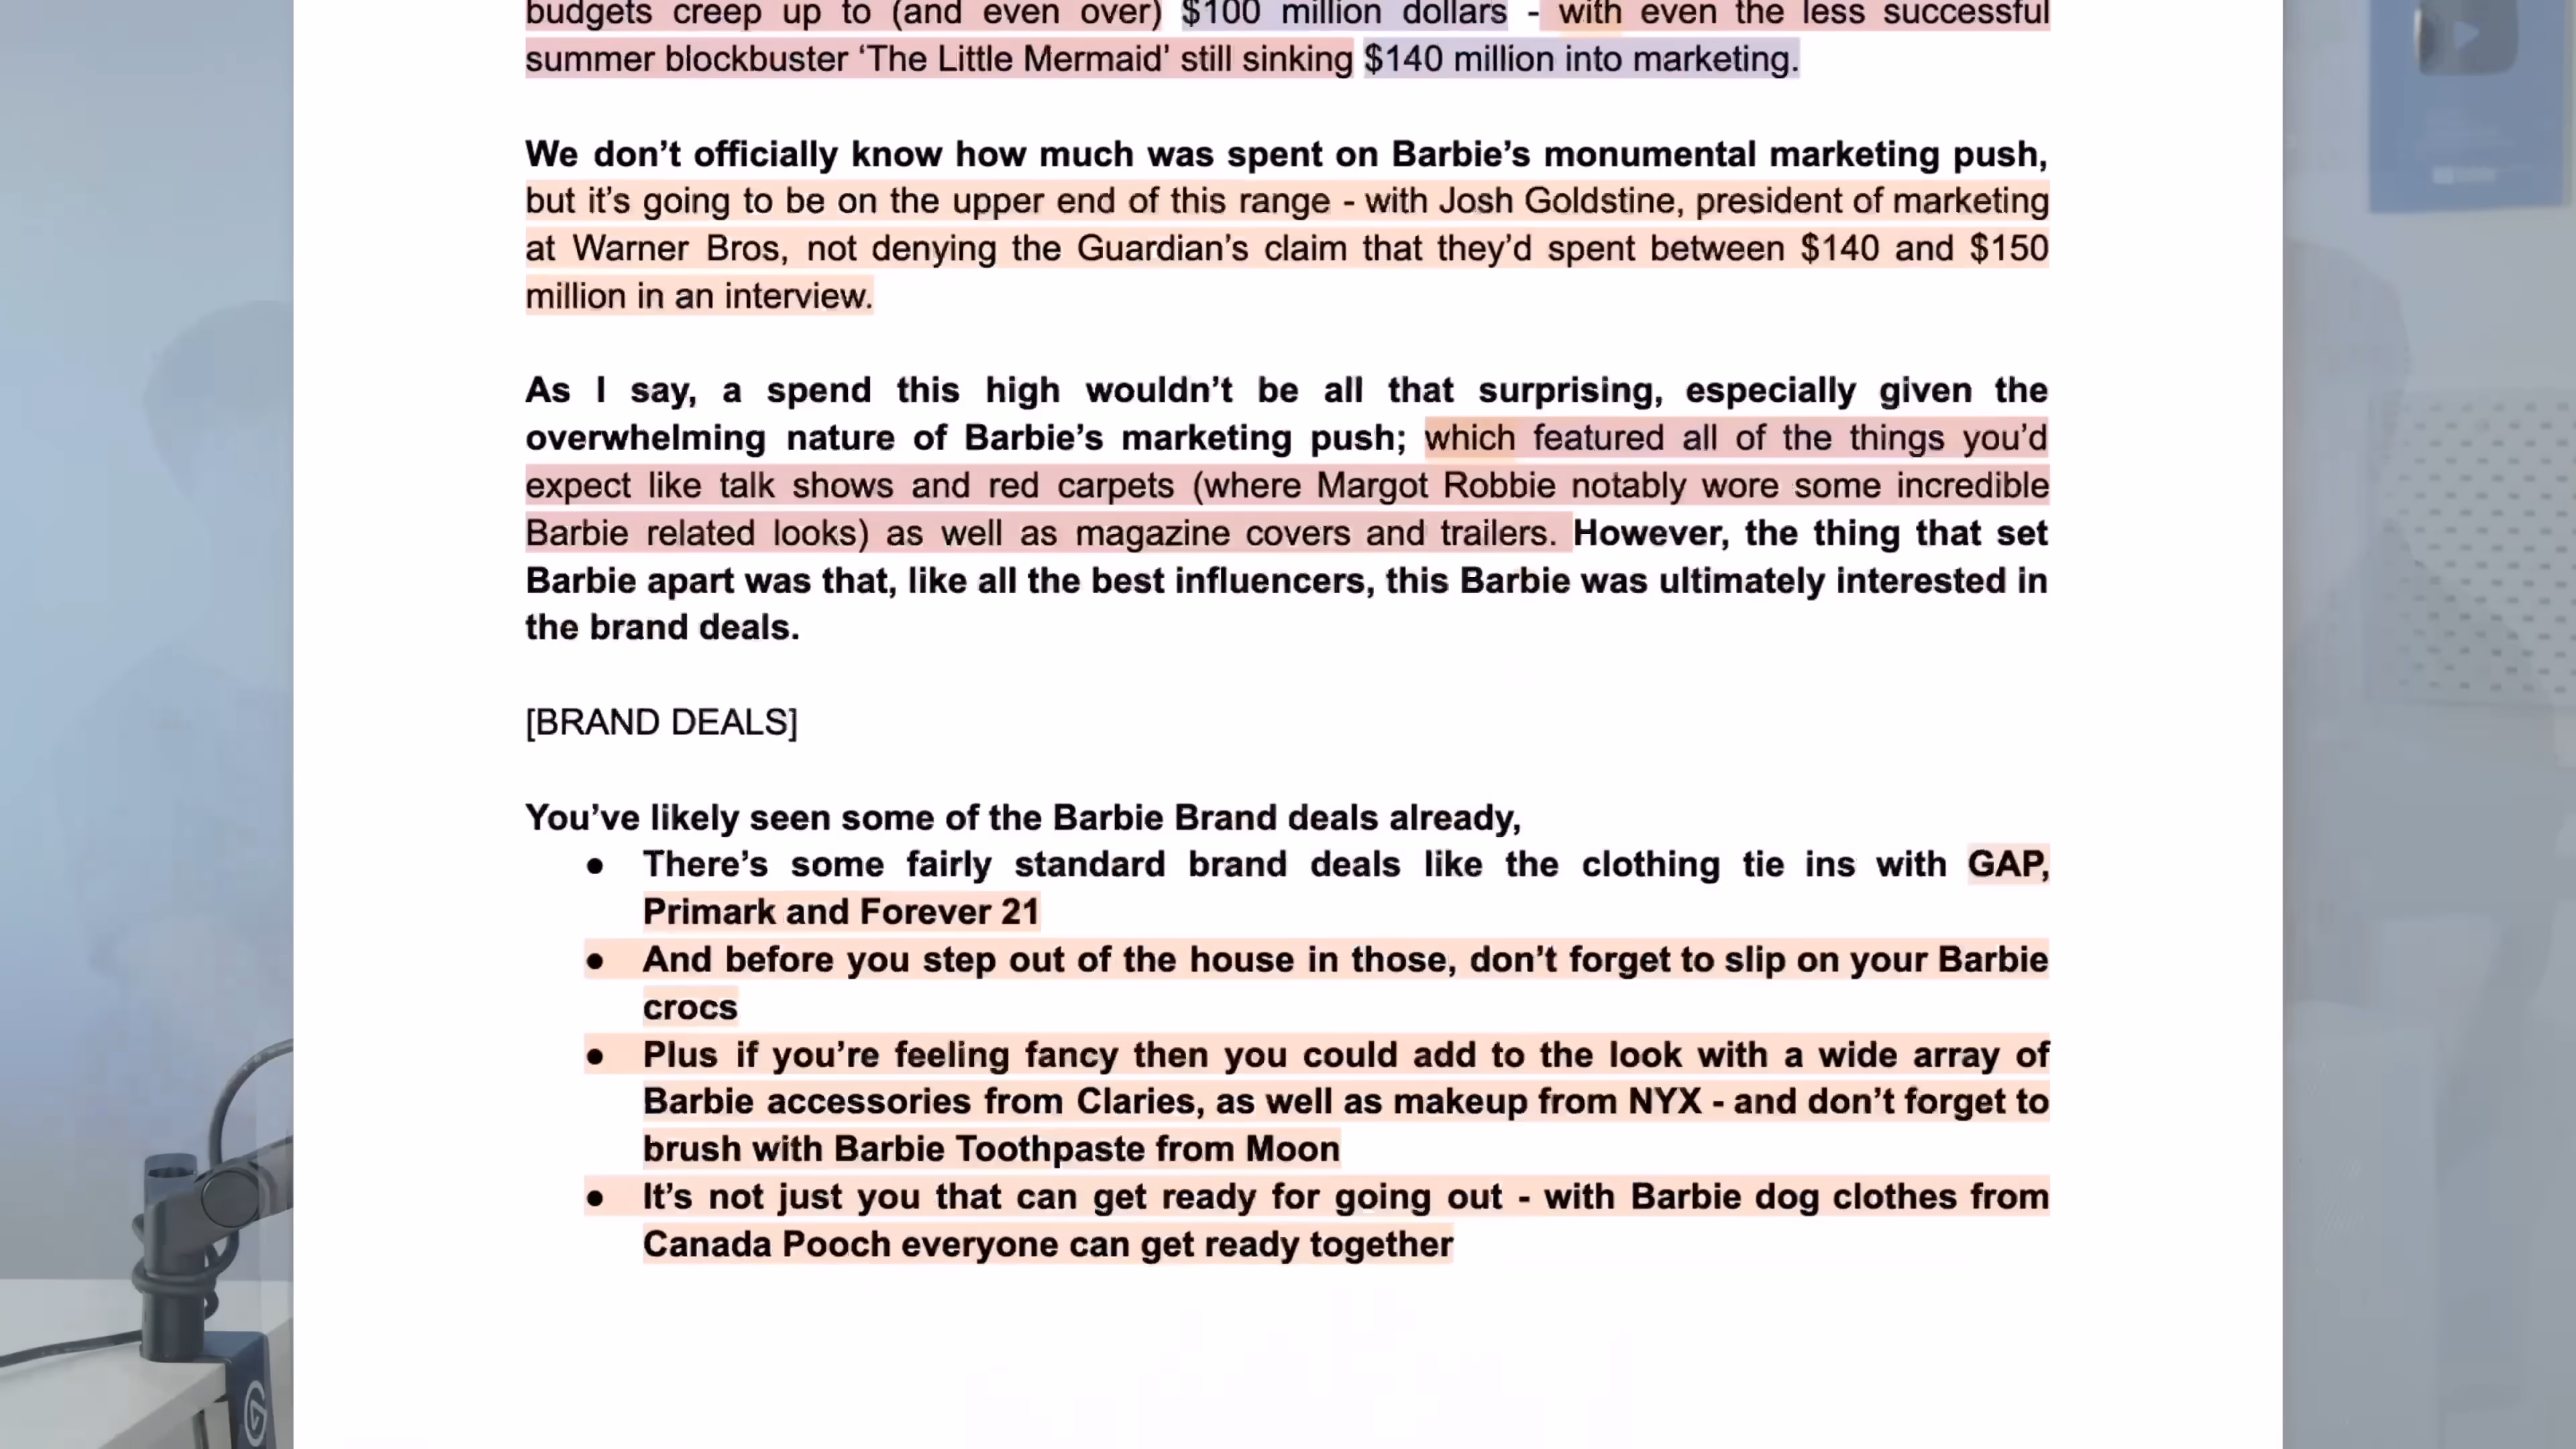 budgets creep up to (and even over) $100 million dollars - with even the less successful
summer blockbuster ‘The Little Mermaid’ still sinking $140 million into marketing.
We don’t officially know how much was spent on Barbie’s monumental marketing push,
but it’s going to be on the upper end of this range - with Josh Goldstine, president of marketing
at Warner Bros, not denying the Guardian’s claim that they’d spent between $140 and $150
million in an interview.
As I say, a spend this high wouldn’t be all that surprising, especially given the
overwhelming nature of Barbie’s marketing push; which featured all of the things you’d
expect like talk shows and red carpets (where Margot Robbie notably wore some incredible
Barbie related looks) as well as magazine covers and trailers. However, the thing that set
Barbie apart was that, like all the best influencers, this Barbie was ultimately interested in
the brand deals.
[BRAND DEALS]
You’ve likely seen some of the Barbie Brand deals already,
● There’s some fairly standard brand deals like the clothing tie ins with GAP,
Primark and Forever 21
● And before you step out of the house in those, don’t forget to slip on your Barbie
crocs
● Plus if you’re feeling fancy then you could add to the look with a wide array of
Barbie accessories from Claries, as well as makeup from NYX - and don’t forget to
brush with Barbie Toothpaste from Moon
● It’s not just you that can get ready for going out - with Barbie dog clothes from
Canada Pooch everyone can get ready together